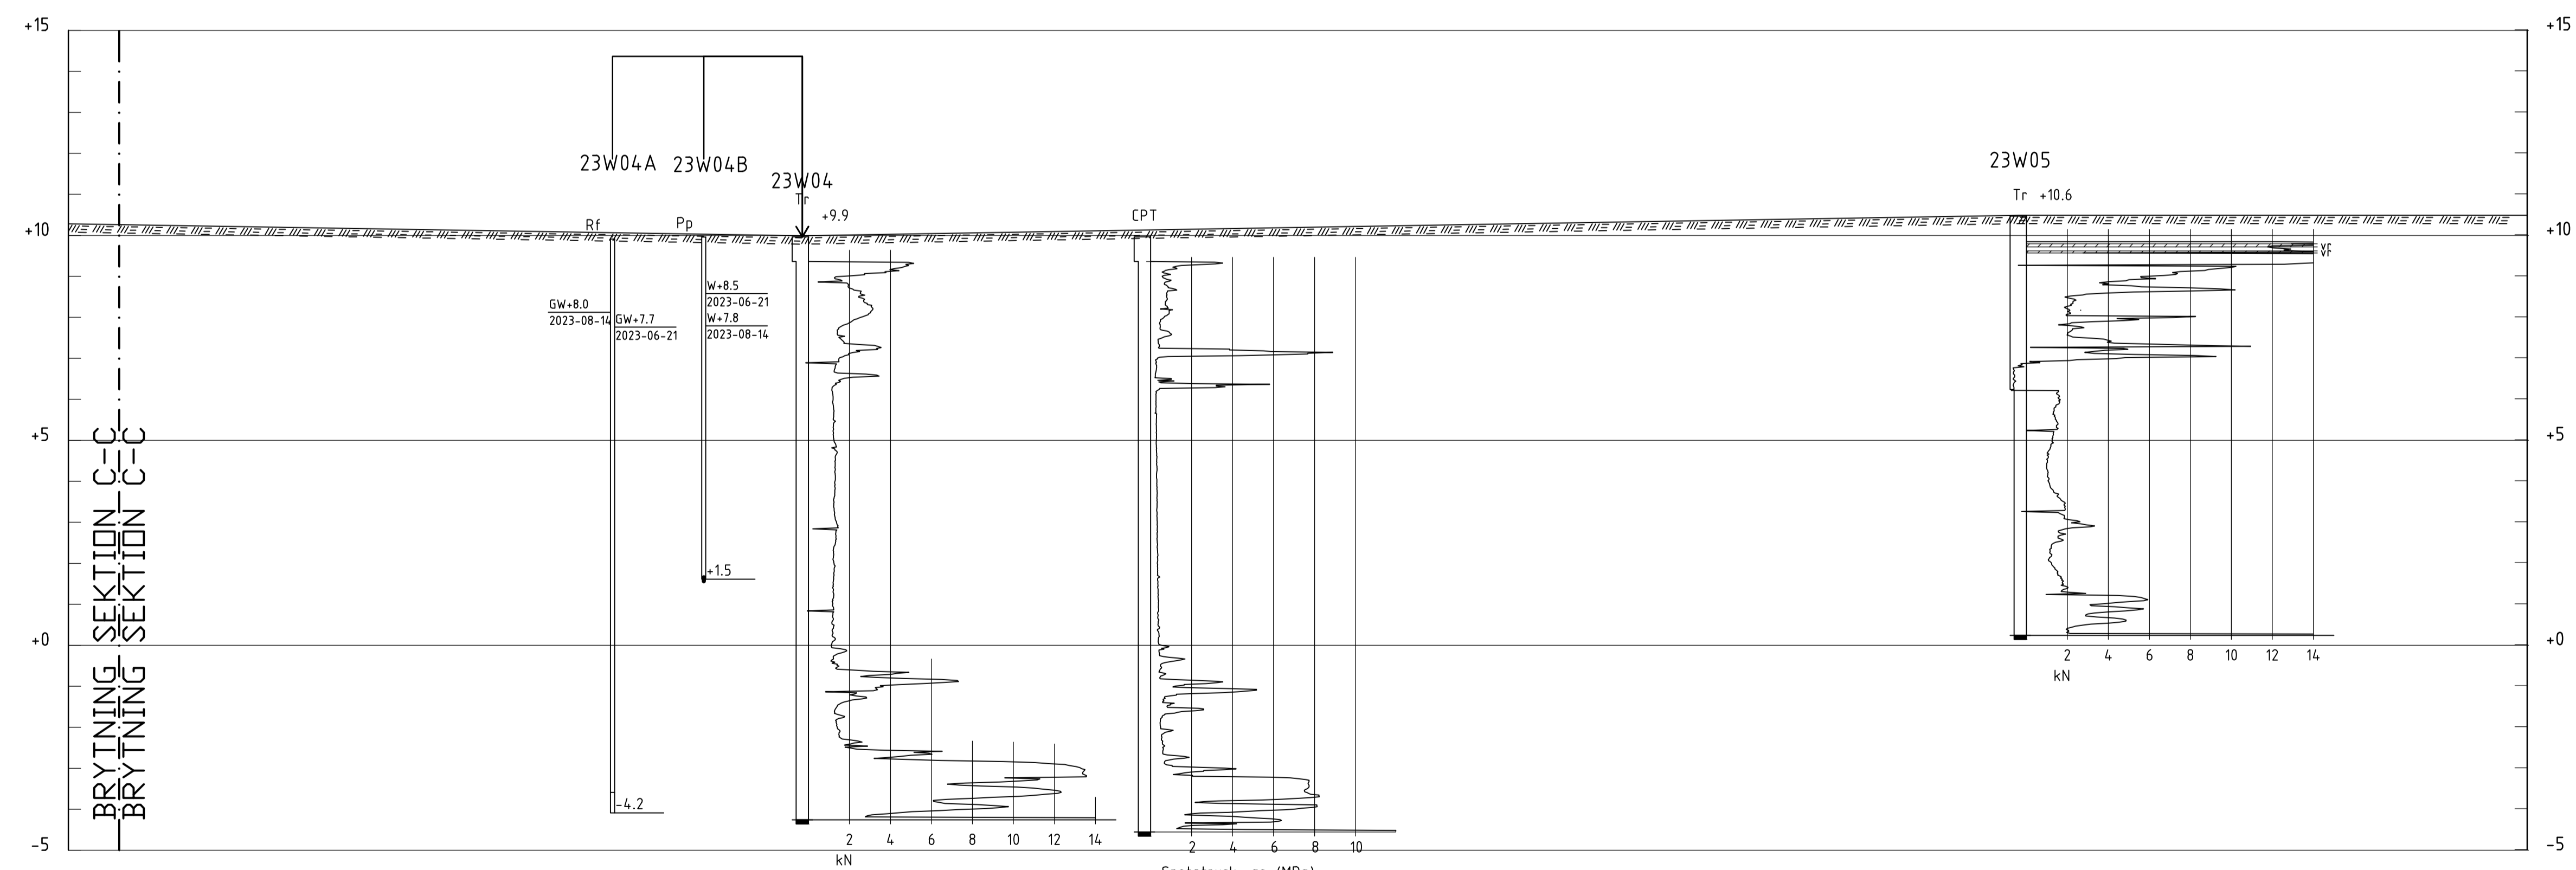 +15
+15
23W04A
23W04B
23W04
Tr
+9.9
Rf
Pp
CPT
23W05
Tr +10.6
+10
+10
vr
vr
GW+8.0
2023-08-14
GW+7.7
2023-06-21
W+8.5
2023-06-21
W+7.8
2023-08-14
+5
+5
BRYTNING SEKTION C-C
BRYTNING SEKTION C-C
+1.5
+0
+0
2 4 6 8 10 12 14
kN
-4.2
2 4 6 8 10 12 14
kN
2 4 6 8 10
-5
-5